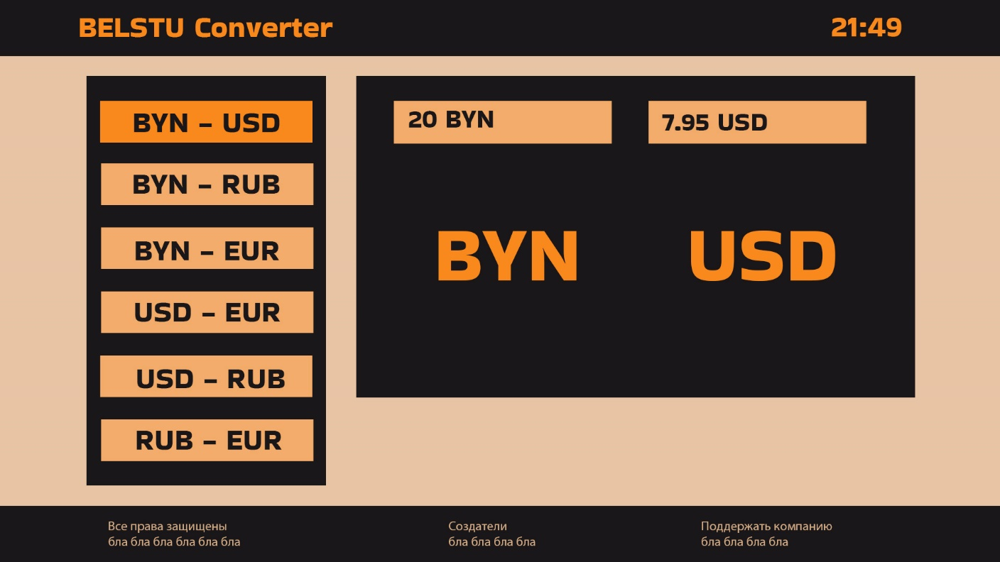 BELSTU Converter
21:49
BYN – USD
BYN – RUB
BYN – EUR
USD – EUR
USD – RUB
RUB – EUR
20 BYN
7.95 USD
BYN
USD
Все права защищены
бла бла бла бла бла бла
Создатели
бла бла бла бла
Поддержать компанию
бла бла бла бла